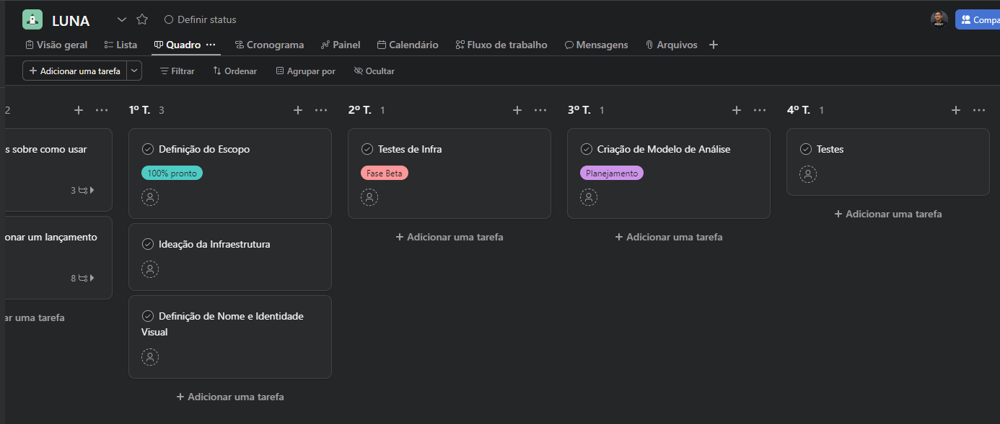 LUNA
Definir status
Compa
Visão geral
Lista
Quadro
Cronograma
Painel
Calendário
Fluxo de trabalho
Mensagens
Arquivos
Adicionar uma tarefa
Filtrar
Ordenar
Agrupar por
Ocultar
2
s sobre como usar
3
onar um lançamento
8
ar uma tarefa
1º T. 3
Definição do Escopo
100% pronto
Ideação da Infraestrutura
Definição de Nome e Identidade
Visual
+ Adicionar uma tarefa
2º T. 1
Testes de Infra
Fase Beta
+ Adicionar uma tarefa
3º T. 1
Criação de Modelo de Análise
Planejamento
+ Adicionar uma tarefa
4º T. 1
Testes
+ Adicionar uma tarefa